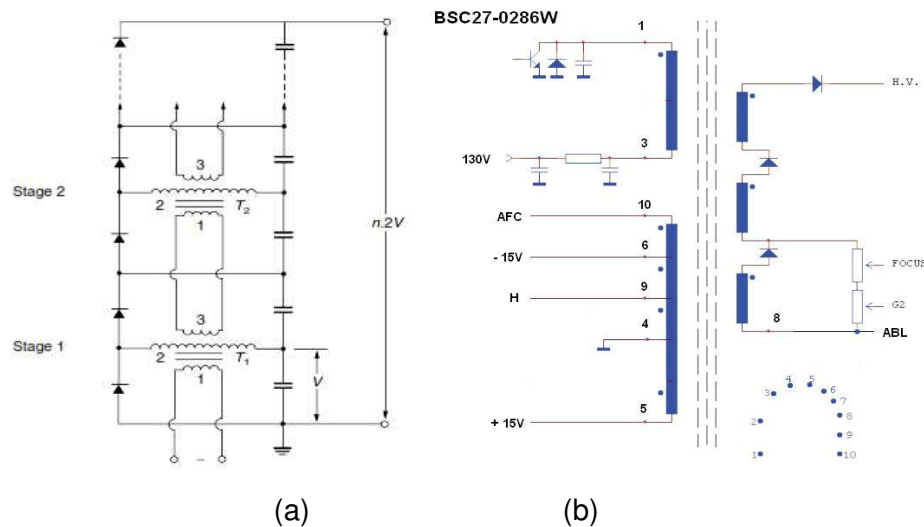 BSC27-0286W
3
Stage 2
2
T2
1
n.2V
3
Stage 1
2
T1
1
V
~
1
130V
3
AFC
10
- 15V
6
H
9
4
+ 15V
5
H.V.
FOCUS
G2
8
ABL
1
2
3
4
5
6
7
8
9
10
(a)
(b)